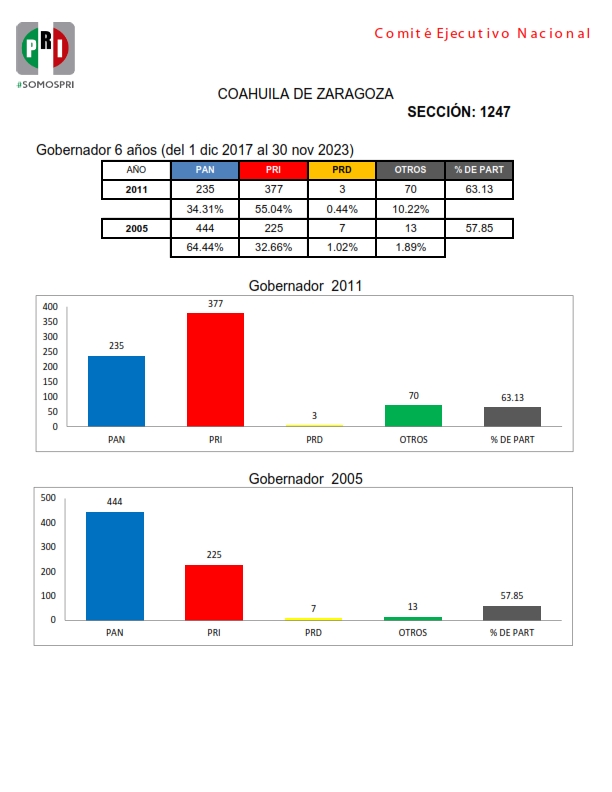 Comité Ejecutivo Nacional
PRI
#SOMOSPRI
COAHUILA DE ZARAGOZA
SECCIÓN: 1247
Gobernador 6 años (del 1 dic 2017 al 30 nov 2023)
AÑO PAN PRI PRD OTROS % DE PART
2011 235 377 3 70 63.13
34.31% 55.04% 0.44% 10.22%
2005 444 225 7 13 57.85
64.44% 32.66% 1.02% 1.89%
Gobernador 2011
400
350
300
250
200
150
100
50
0
235 377 3 70 63.13
PAN PRI PRD OTROS % DE PART
Gobernador 2005
500
400
300
200
100
0
444 225 7 13 57.85
PAN PRI PRD OTROS % DE PART